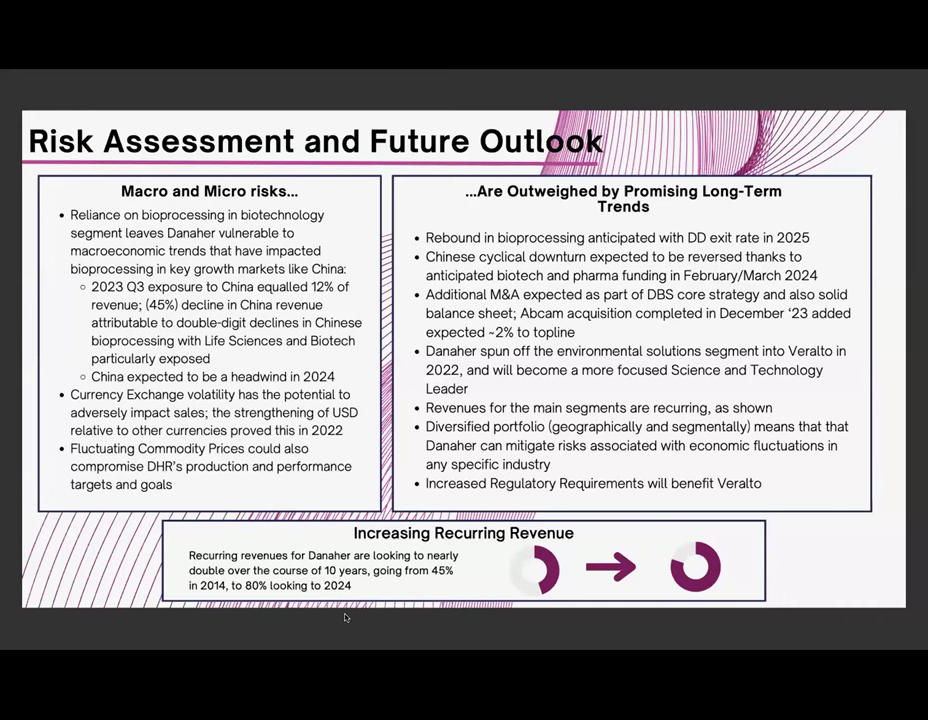 Risk Assessment and Future Outlook
Macro and Micro risks...
• Reliance on bioprocessing in biotechnology
segment leaves Danaher vulnerable to
macroeconomic trends that have impacted
bioprocessing in key growth markets like China:
◦ 2023 Q3 exposure to China equalled 12% of
revenue; (45%) decline in China revenue
attributable to double-digit declines in Chinese
bioprocessing with Life Sciences and Biotech
particularly exposed
◦ China expected to be a headwind in 2024
• Currency Exchange volatility has the potential to
adversely impact sales; the strengthening of USD
relative to other currencies proved this in 2022
• Fluctuating Commodity Prices could also
compromise DHR's production and performance
targets and goals
...Are Outweighed by Promising Long-Term
Trends
• Rebound in bioprocessing anticipated with DD exit rate in 2025
• Chinese cyclical downturn expected to be reversed thanks to
anticipated biotech and pharma funding in February/March 2024
• Additional M&A expected as part of DBS core strategy and also solid
balance sheet; Abcam acquisition completed in December '23 added
expected ~2% to topline
• Danaher spun off the environmental solutions segment into Veralto in
2022, and will become a more focused Science and Technology
Leader
• Revenues for the main segments are recurring, as shown
• Diversified portfolio (geographically and segmentally) means that that
Danaher can mitigate risks associated with economic fluctuations in
any specific industry
• Increased Regulatory Requirements will benefit Veralto
Increasing Recurring Revenue
Recurring revenues for Danaher are looking to nearly
double over the course of 10 years, going from 45%
in 2014, to 80% looking to 2024